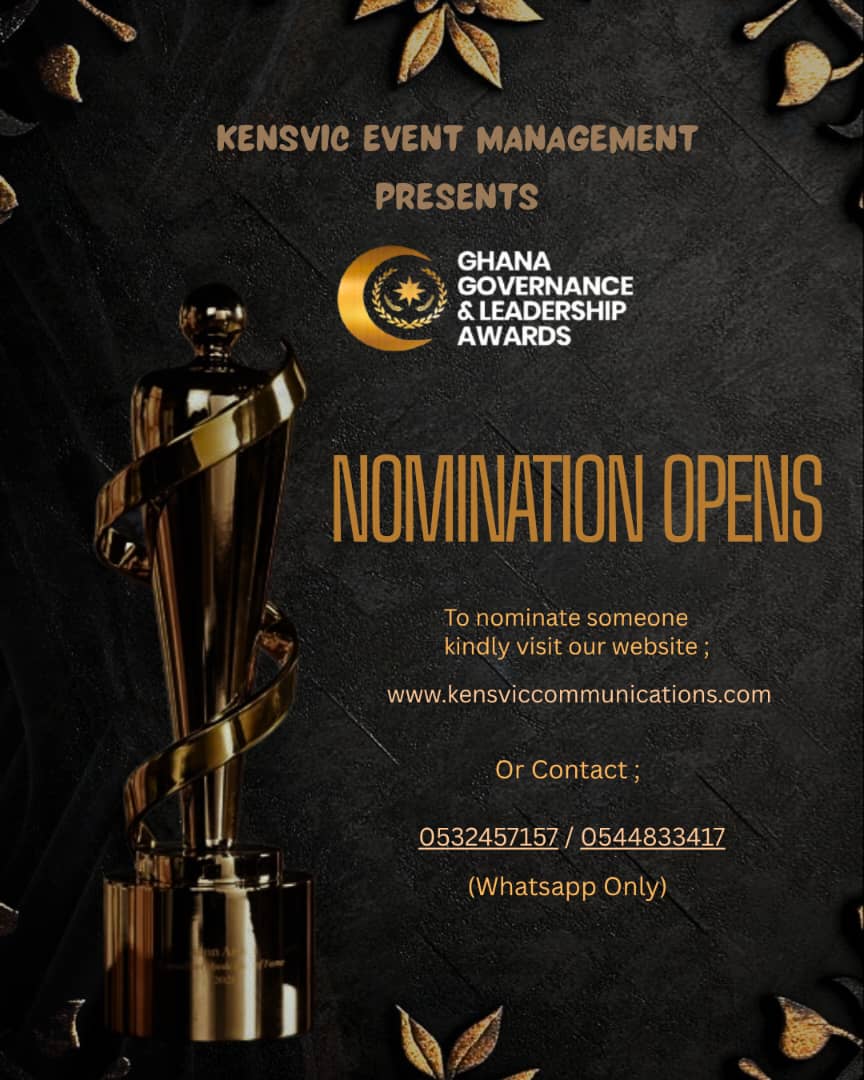 KENSVIC EVENT MANAGEMENT
PRESENTS
GHANA
GOVERNANCE
& LEADERSHIP
AWARDS
NOMINATION OPENS
To nominate someone
kindly visit our website ;
www.kensviccommunications.com
Or Contact ;
0532457157 / 0544833417
(Whatsapp Only)